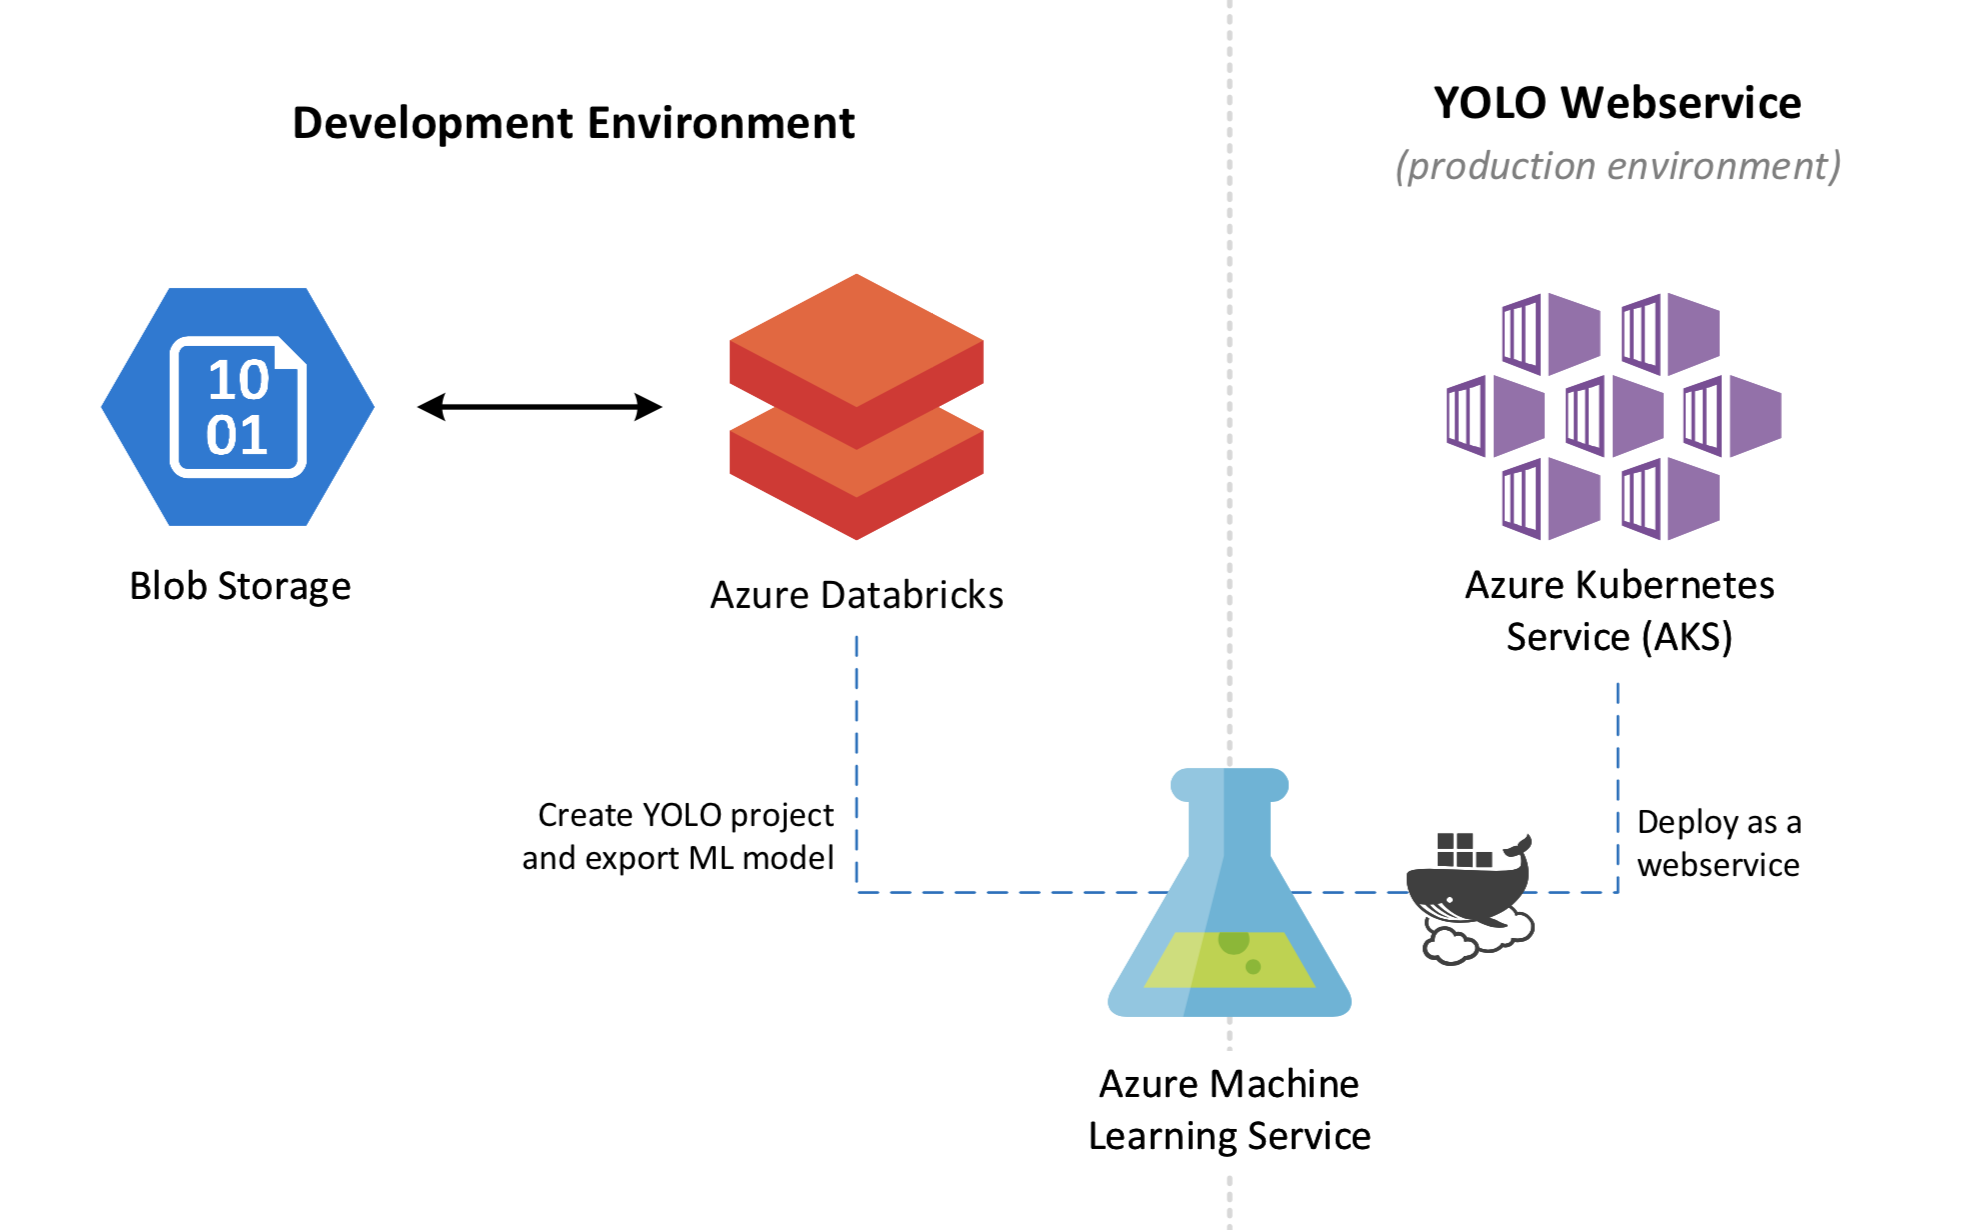 Development Environment
YOLO Webservice
(production environment)
10
01
Blob Storage
Azure Databricks
Azure Kubernetes
Service (AKS)
Create YOLO project
and export ML model
Deploy as a
webservice
Azure Machine
Learning Service